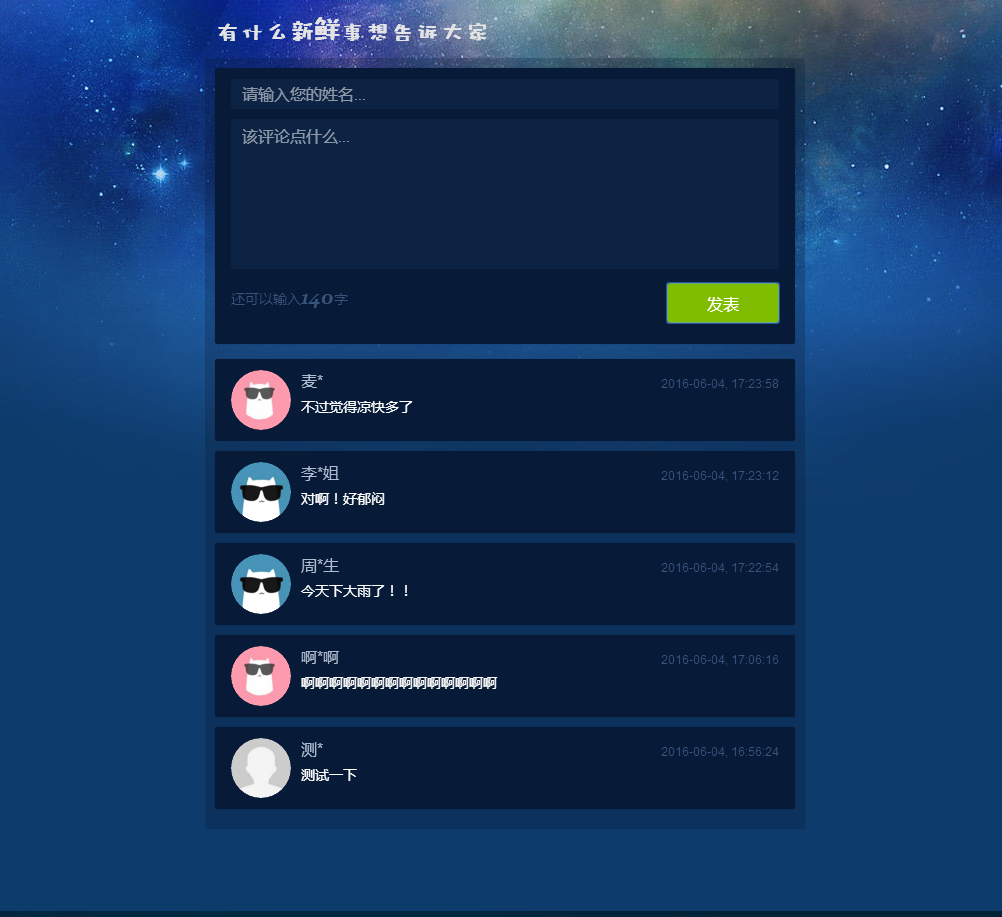 有什么新鲜事想告诉大家
请输入您的姓名...
该评论点什么...
还可以输入140字
发表
麦*
2016-06-04, 17:23:58
不过觉得凉快多了
李*姐
2016-06-04, 17:23:12
对啊！好郁闷
周*生
2016-06-04, 17:22:54
今天下大雨了！！
啊*啊
2016-06-04, 17:06:16
啊啊啊啊啊啊啊啊啊啊啊啊啊啊
测*
2016-06-04, 16:56:24
测试一下